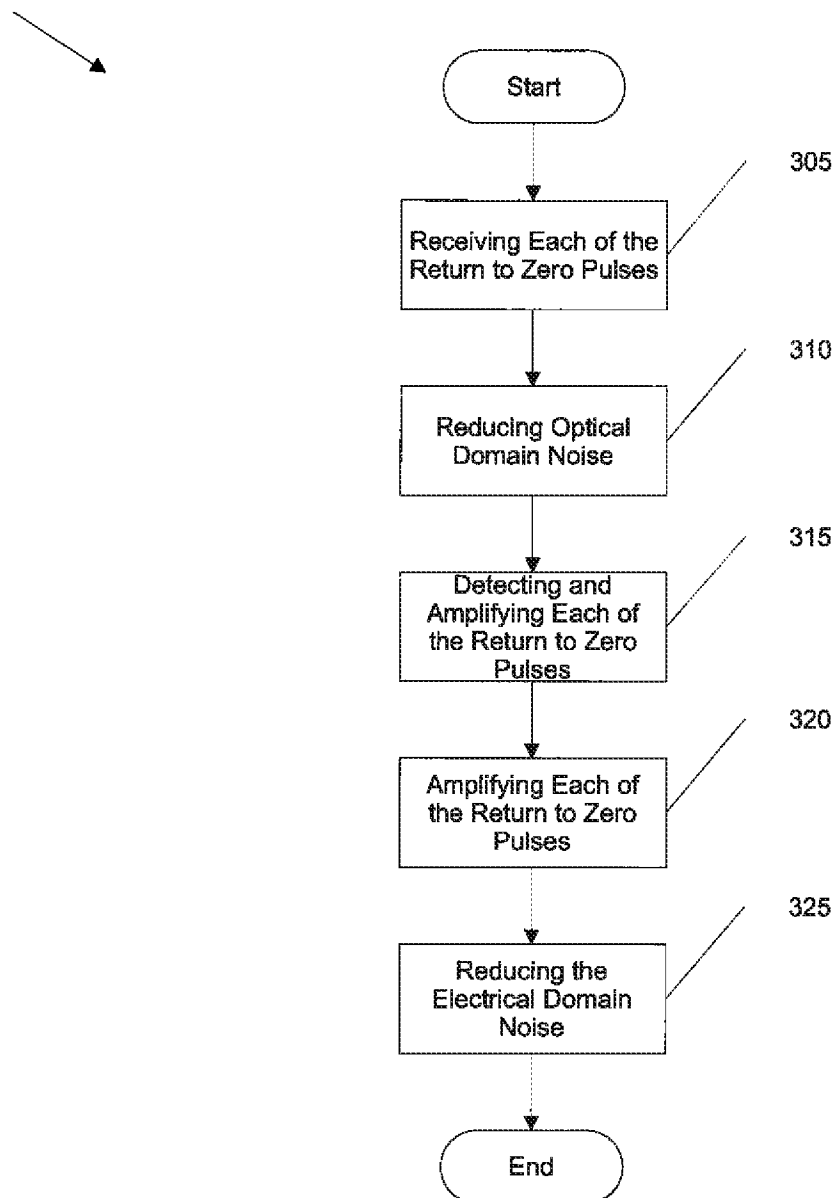 Start
305
Receiving Each of the
Return to Zero Pulses
310
Reducing Optical
Domain Noise
315
Detecting and
Amplifying Each of
the Return to Zero
Pulses
320
Amplifying Each of
the Return to Zero
Pulses
325
Reducing the
Electrical Domain
Noise
End